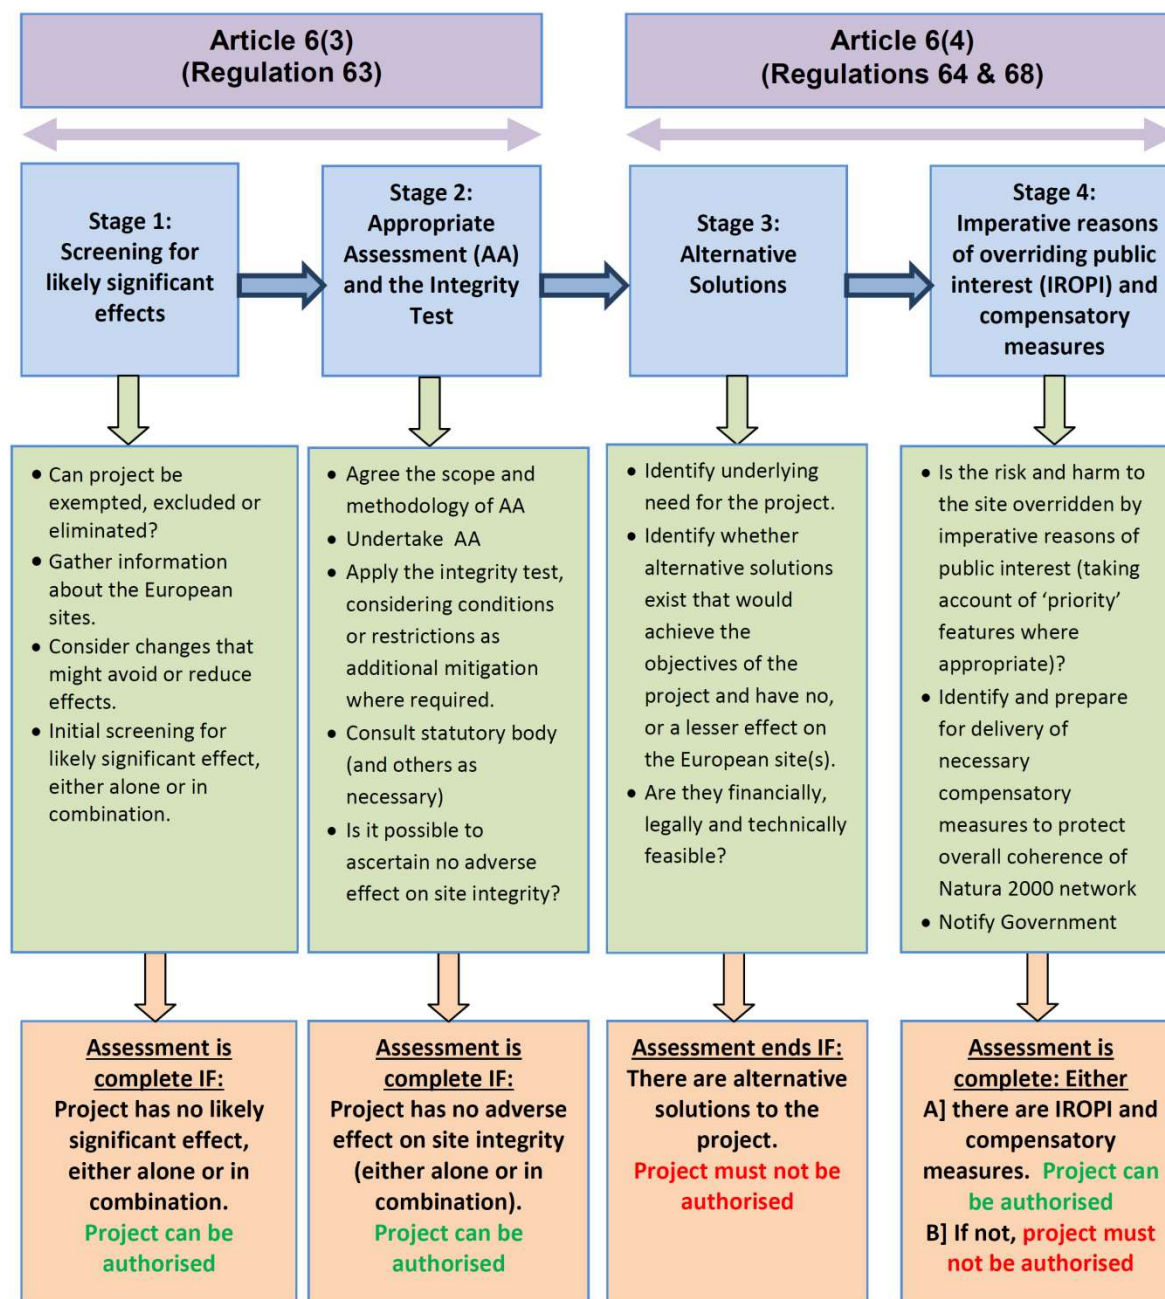 Article 6(3)
(Regulation 63)
Article 6(4)
(Regulations 64 & 68)
Stage 1:
Screening for
likely significant
effects
Stage 2:
Appropriate
Assessment (AA)
and the Integrity
Test
Stage 3:
Alternative
Solutions
Stage 4:
Imperative reasons
of overriding public
interest (IROPI) and
compensatory
measures
• Can project be
exempted, excluded or
eliminated?
• Gather information
about the European
sites.
• Consider changes that
might avoid or reduce
effects.
• Initial screening for
likely significant effect,
either alone or in
combination.
• Agree the scope and
methodology of AA
• Undertake AA
• Apply the integrity test,
considering conditions
or restrictions as
additional mitigation
where required.
• Consult statutory body
(and others as
necessary)
• Is it possible to
ascertain no adverse
effect on site integrity?
• Identify underlying
need for the project.
• Identify whether
alternative solutions
exist that would
achieve the
objectives of the
project and have no,
or a lesser effect on
the European site(s).
• Are they financially,
legally and technically
feasible?
• Is the risk and harm to
the site overridden by
imperative reasons of
public interest (taking
account of ‘priority’
features where
appropriate)?
• Identify and prepare
for delivery of
necessary
compensatory
measures to protect
overall coherence of
Natura 2000 network
• Notify Government
Assessment is
complete IF:
Project has no likely
significant effect,
either alone or in
combination.
Project can be
authorised
Assessment is
complete IF:
Project has no adverse
effect on site integrity
(either alone or in
combination).
Project can be
authorised
Assessment ends IF:
There are alternative
solutions to the
project.
Project must not be
authorised
Assessment is
complete: Either
A] there are IROPI and
compensatory
measures. Project can
be authorised
B] If not, project must
not be authorised